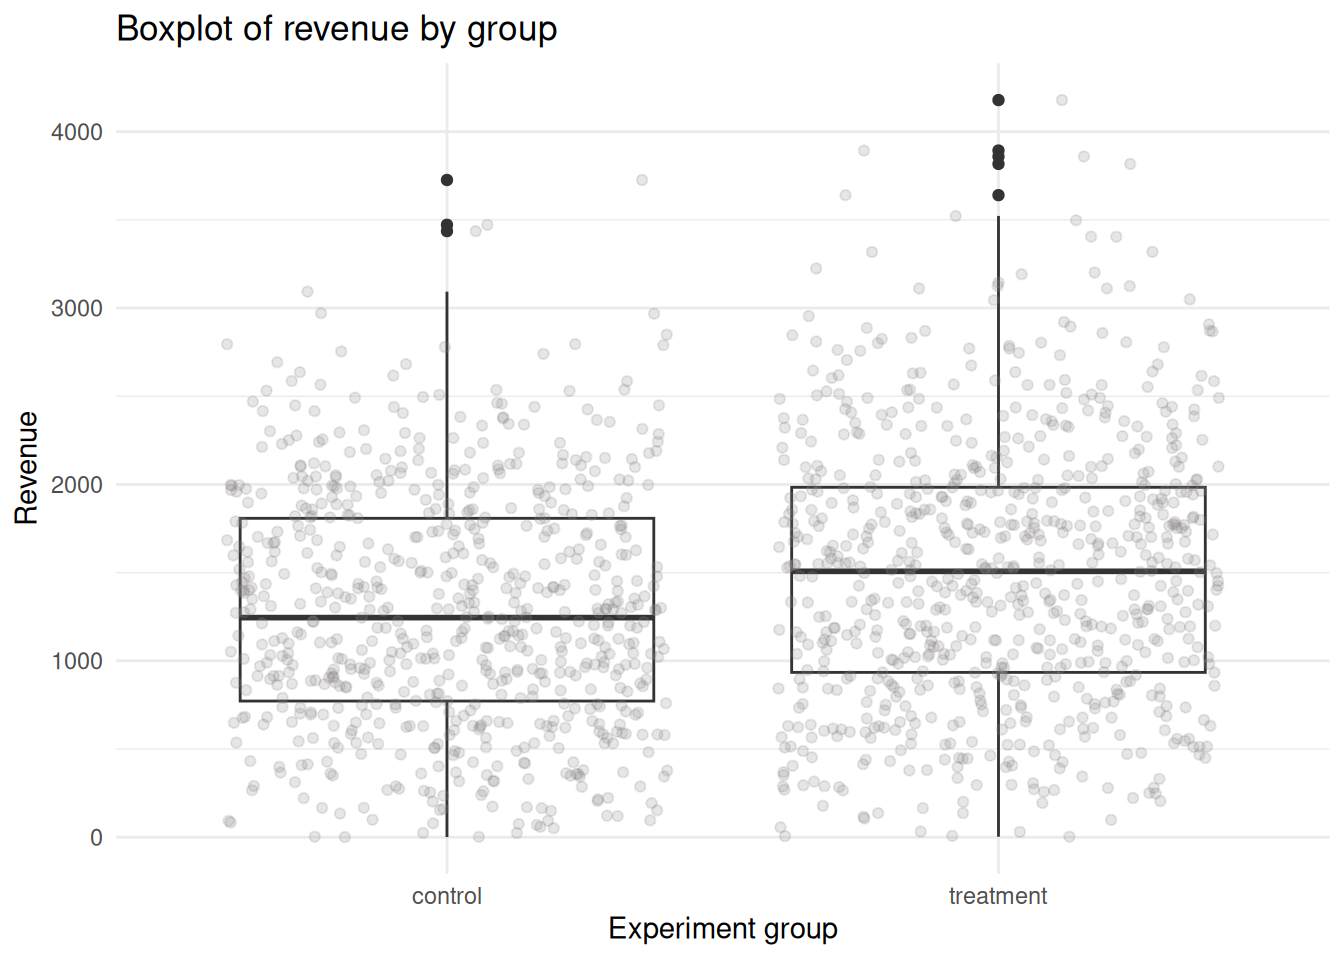 Boxplot of revenue by group
4000
3000
2000
1000
0
Revenue
control treatment
Experiment group